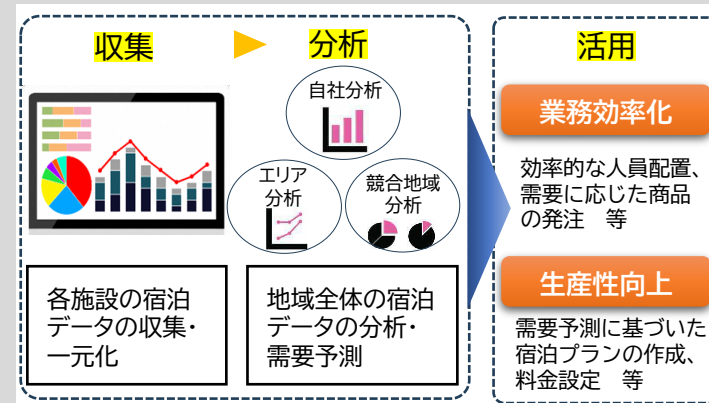 収集
分析
自社分析
エリア
分析
競合地域
分析
各施設の宿泊
データの収集・
一元化
地域全体の宿泊
データの分析・
需要予測
活用
業務効率化
効率的な人員配置、
需要に応じた商品
の発注　等
生産性向上
需要予測に基づいた
宿泊プランの作成、
料金設定　等